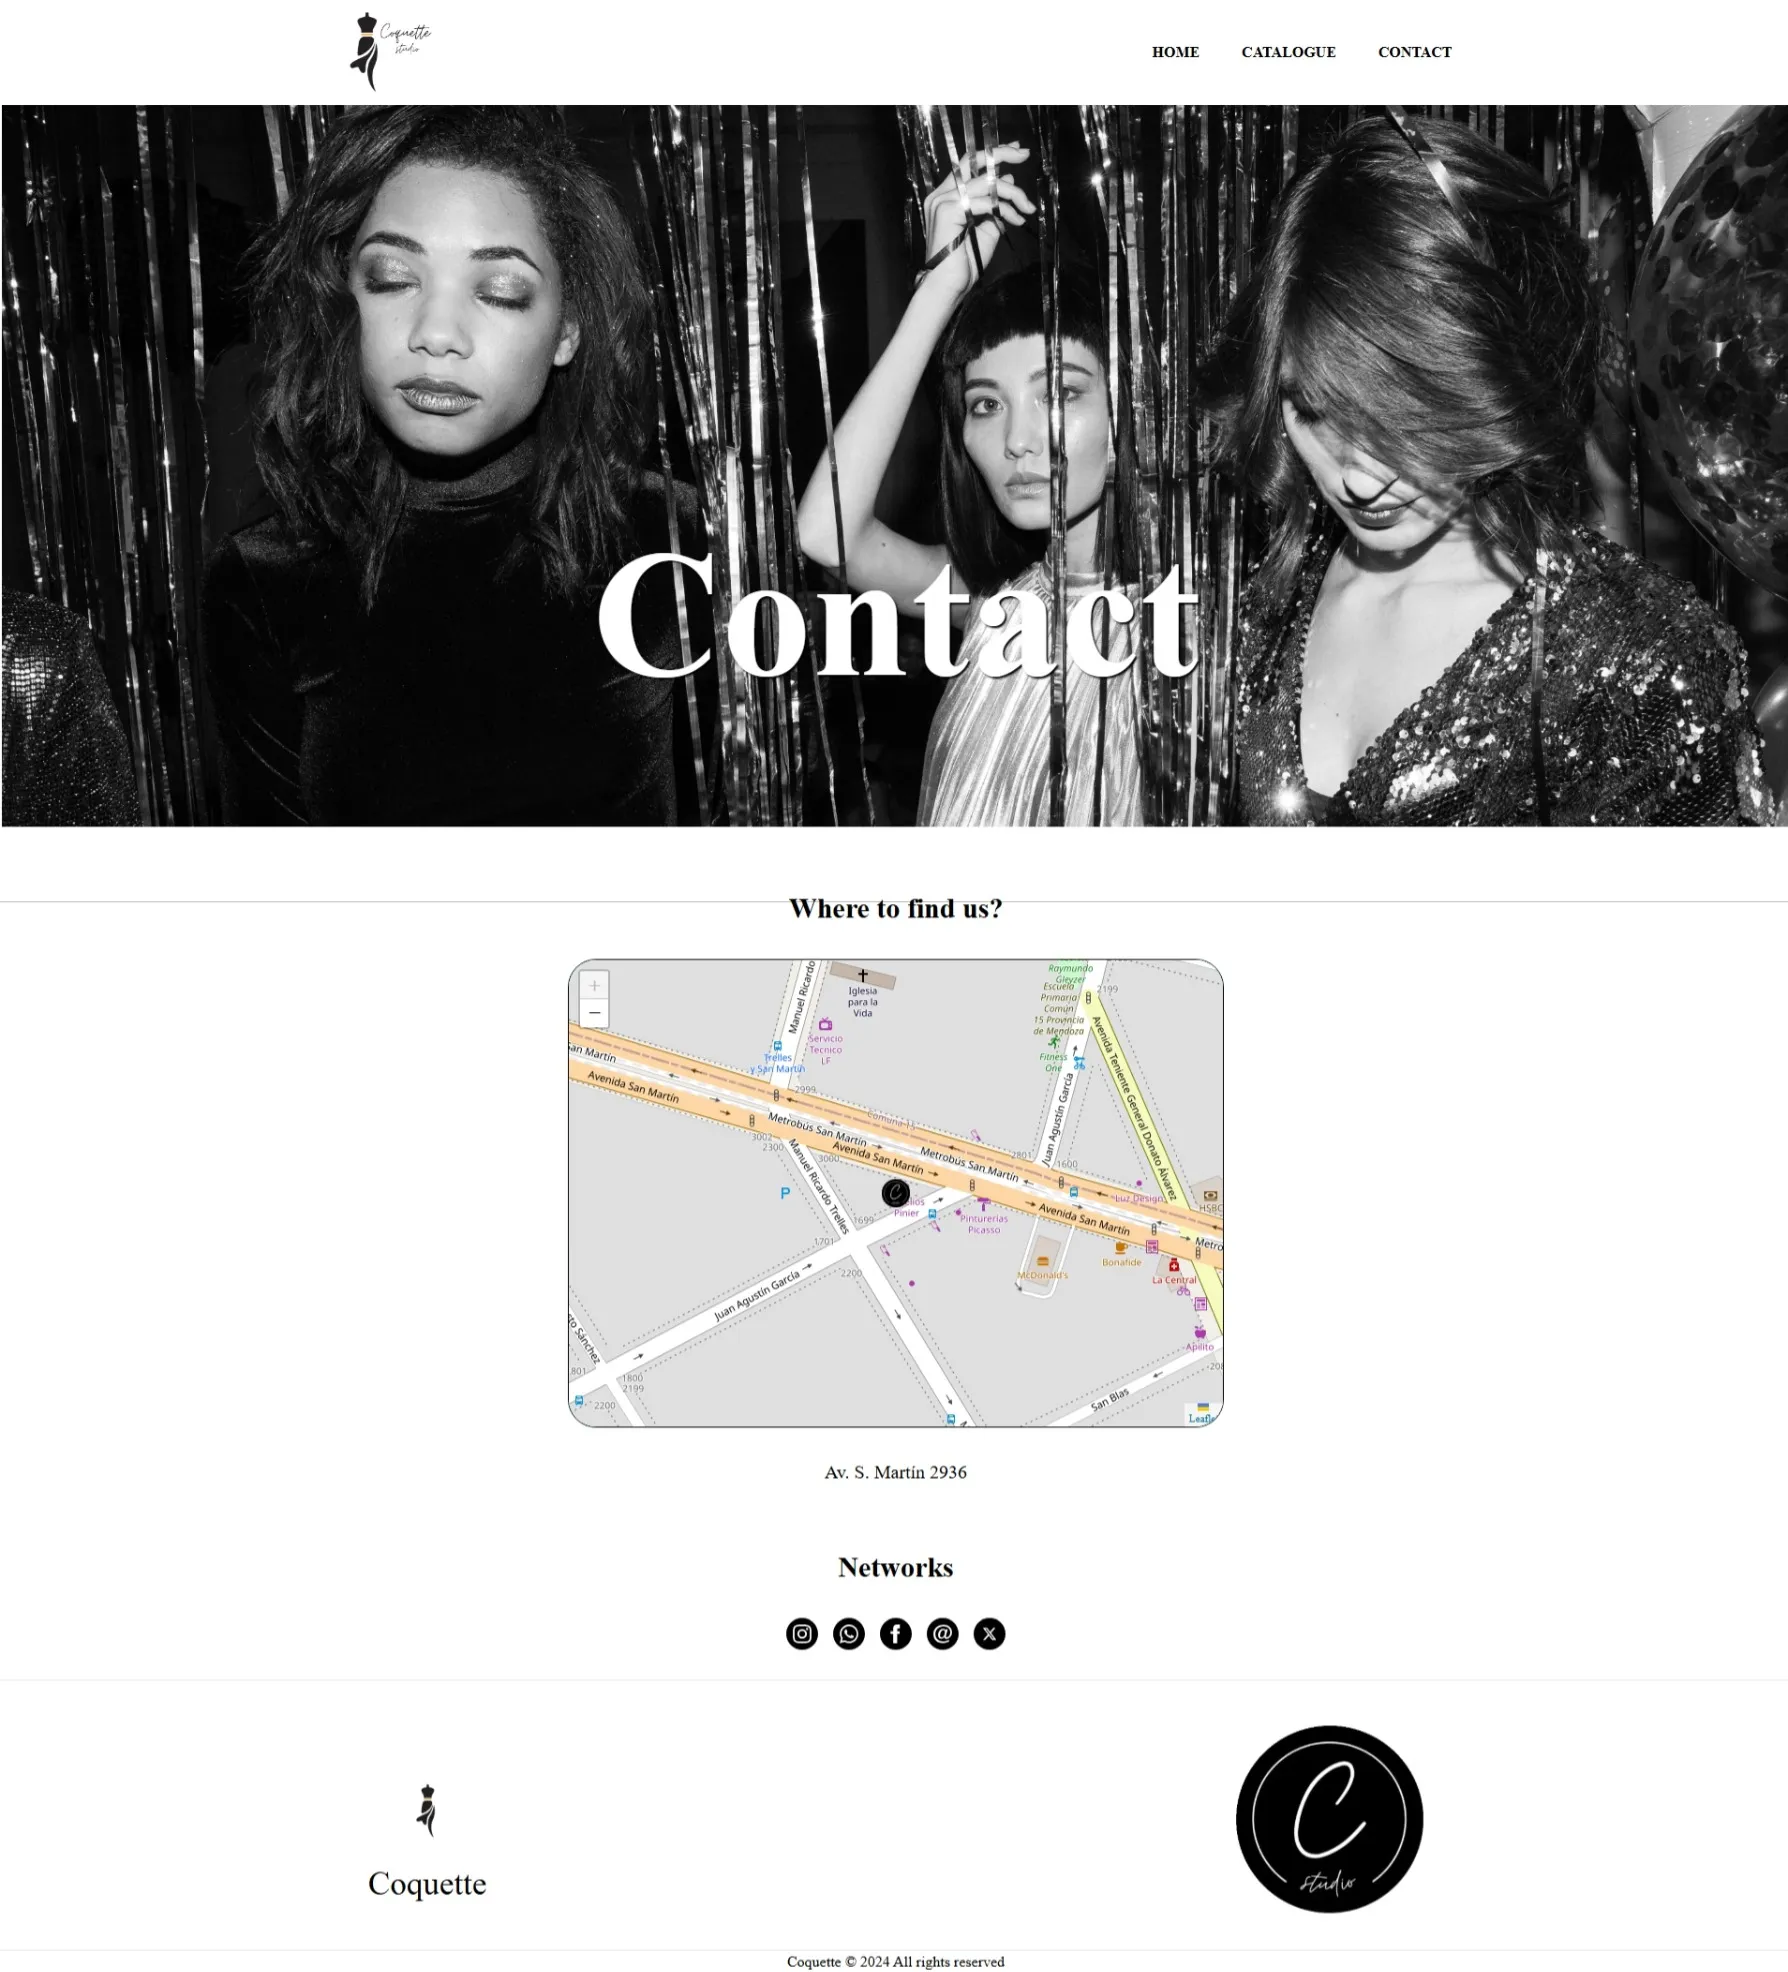 Coquette
studio
HOME
CATALOGUE
CONTACT
Contact
Where to find us?
+
−
Manuel Ricardo
Iglesia
para la
Vida
Servicio
Tecnico
LF
Trelles
y San Martín
Raymundo
Gleyzer
Escuela
Primaria
Común
15 Provincia
de Mendoza
Fitness
One
2199
Avenida Teniente General Donato Álvarez
Juan Agustín García
an Martín
Avenida San Martín
2999
Comuna 15
Metrobús San Martín
Metrobús San Martín
3002
2300
3000
Avenida San Martín
2801
1600
Luz Design
HSBC
Avenida San Martín
Metro
Manuel Ricardo Trelles
P
Pinier
Pinturerías
Picasso
1699
1701
2200
McDonald's
Bonafide
La Central
Apilito
Juan Agustín García
to Sánchez
801
1800
2199
2200
San Blas
Leafl
Av. S. Martín 2936
Networks
C
studio
Coquette
Coquette © 2024 All rights reserved